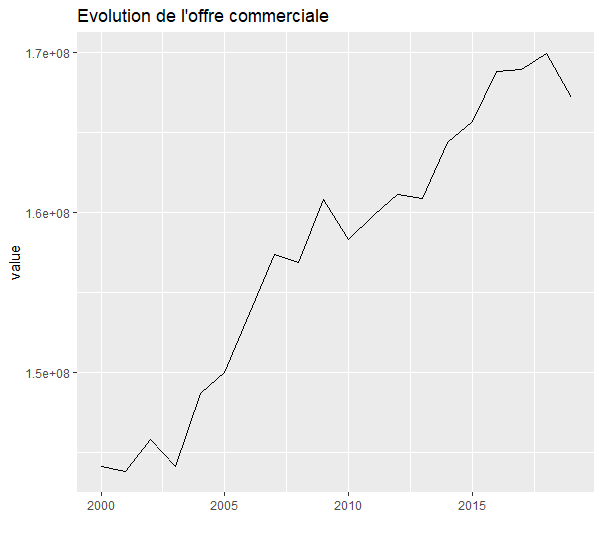 Evolution de l'offre commerciale
1.7e+08
1.6e+08
1.5e+08
value
2000 2005 2010 2015